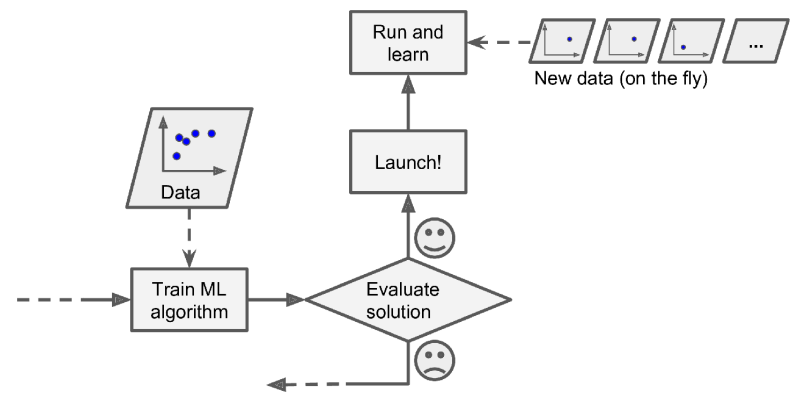 Run and
learn
...
New data (on the fly)
Launch!
Data
Train ML
algorithm
Evaluate
solution